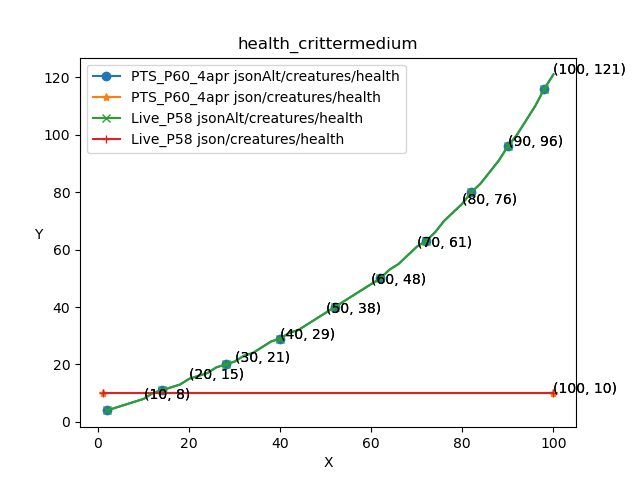 health_crittermedium
PTS_P60_4apr jsonAlt/creatures/health
PTS_P60_4apr json/creatures/health
Live_P58 jsonAlt/creatures/health
Live_P58 json/creatures/health
(100, 121)
(90, 96)
(80, 76)
(70, 61)
(60, 48)
(50, 38)
(40, 29)
(30, 21)
(20, 15)
(10, 8)
(100, 10)
Y
120
100
80
60
40
20
0
0 20 40 60 80 100
X